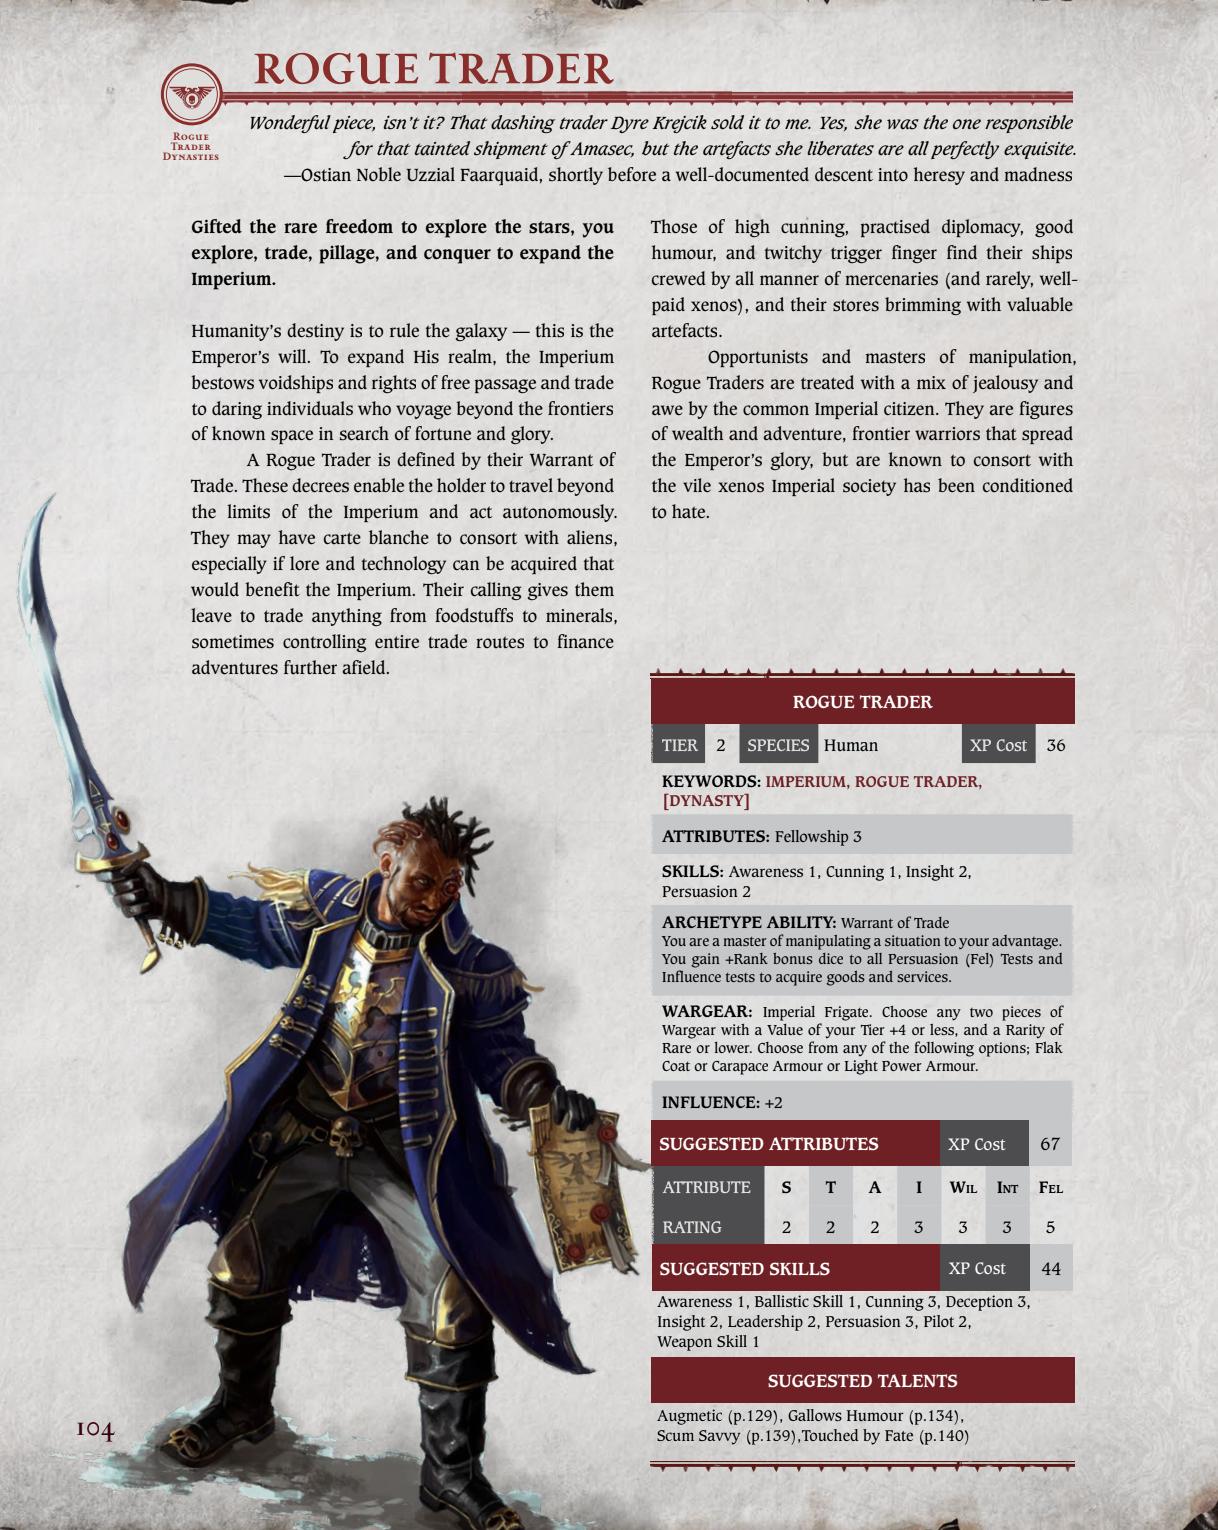 ROGUE TRADER
ROGUE
TRADER
DYNASTIES
Wonderful piece, isn't it? That dashing trader Dyre Krejcik sold it to me. Yes, she was the one responsible
for that tainted shipment of Amasec, but the artefacts she liberates are all perfectly exquisite.
—Ostian Noble Uzzial Faarquaid, shortly before a well-documented descent into heresy and madness
Gifted the rare freedom to explore the stars, you
explore, trade, pillage, and conquer to expand the
Imperium.
Humanity's destiny is to rule the galaxy — this is the
Emperor's will. To expand His realm, the Imperium
bestows voidships and rights of free passage and trade
to daring individuals who voyage beyond the frontiers
of known space in search of fortune and glory.
A Rogue Trader is defined by their Warrant of
Trade. These decrees enable the holder to travel beyond
the limits of the Imperium and act autonomously.
They may have carte blanche to consort with aliens,
especially if lore and technology can be acquired that
would benefit the Imperium. Their calling gives them
leave to trade anything from foodstuffs to minerals,
sometimes controlling entire trade routes to finance
adventures further afield.
Those of high cunning, practised diplomacy, good
humour, and twitchy trigger finger find their ships
crewed by all manner of mercenaries (and rarely, well-
paid xenos), and their stores brimming with valuable
artefacts.
Opportunists and masters of manipulation,
Rogue Traders are treated with a mix of jealousy and
awe by the common Imperial citizen. They are figures
of wealth and adventure, frontier warriors that spread
the Emperor's glory, but are known to consort with
the vile xenos Imperial society has been conditioned
to hate.
ROGUE TRADER
TIER 2 SPECIES Human XP Cost 36
KEYWORDS: IMPERIUM, ROGUE TRADER,
[DYNASTY]
ATTRIBUTES: Fellowship 3
SKILLS: Awareness 1, Cunning 1, Insight 2,
Persuasion 2
ARCHETYPE ABILITY: Warrant of Trade
You are a master of manipulating a situation to your advantage.
You gain +Rank bonus dice to all Persuasion (Fel) Tests and
Influence tests to acquire goods and services.
WARGEAR: Imperial Frigate. Choose any two pieces of
Wargear with a Value of your Tier +4 or less, and a Rarity of
Rare or lower. Choose from any of the following options; Flak
Coat or Carapace Armour or Light Power Armour.
INFLUENCE: +2
SUGGESTED ATTRIBUTES XP Cost 67
ATTRIBUTE S T A I WIL INT FEL
RATING 2 2 2 3 3 3 5
SUGGESTED SKILLS XP Cost 44
Awareness 1, Ballistic Skill 1, Cunning 3, Deception 3,
Insight 2, Leadership 2, Persuasion 3, Pilot 2,
Weapon Skill 1
SUGGESTED TALENTS
Augmetic (p.129), Gallows Humour (p.134),
Scum Savvy (p.139),Touched by Fate (p.140)
104